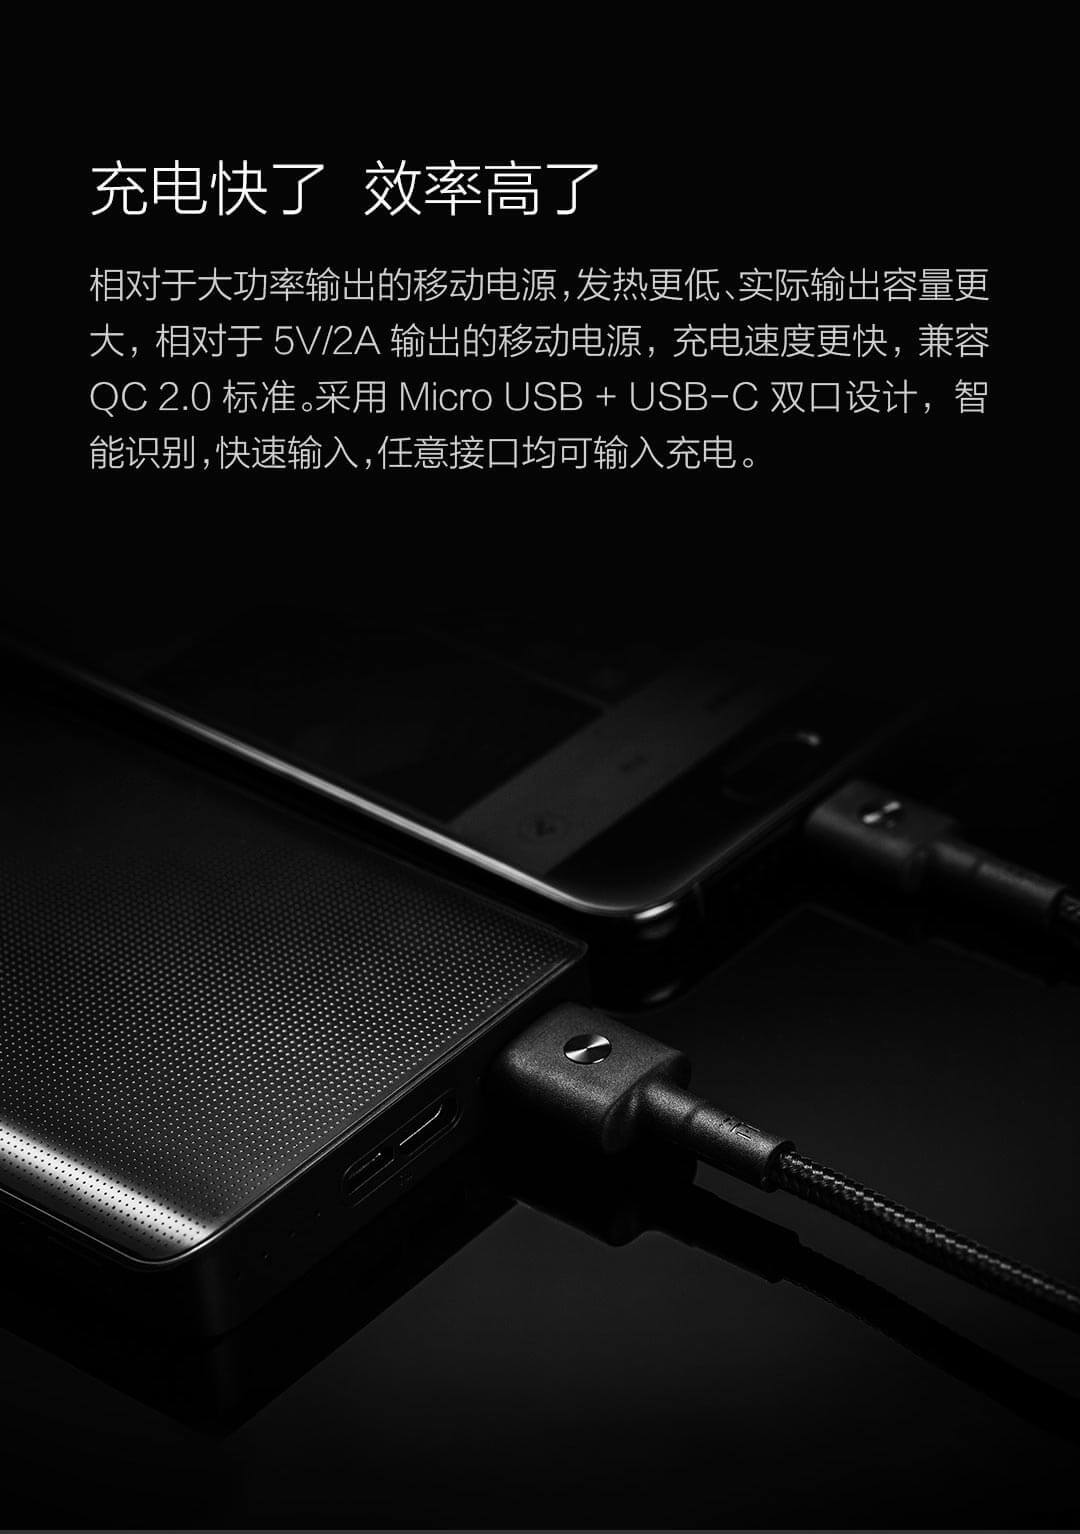 充电快了 效率高了
相对于大功率输出的移动电源,发热更低、实际输出容量更
大, 相对于 5V/2A 输出的移动电源, 充电速度更快, 兼容
QC 2.0 标准。采用 Micro USB + USB-C 双口设计, 智
能识别,快速输入,任意接口均可输入充电。